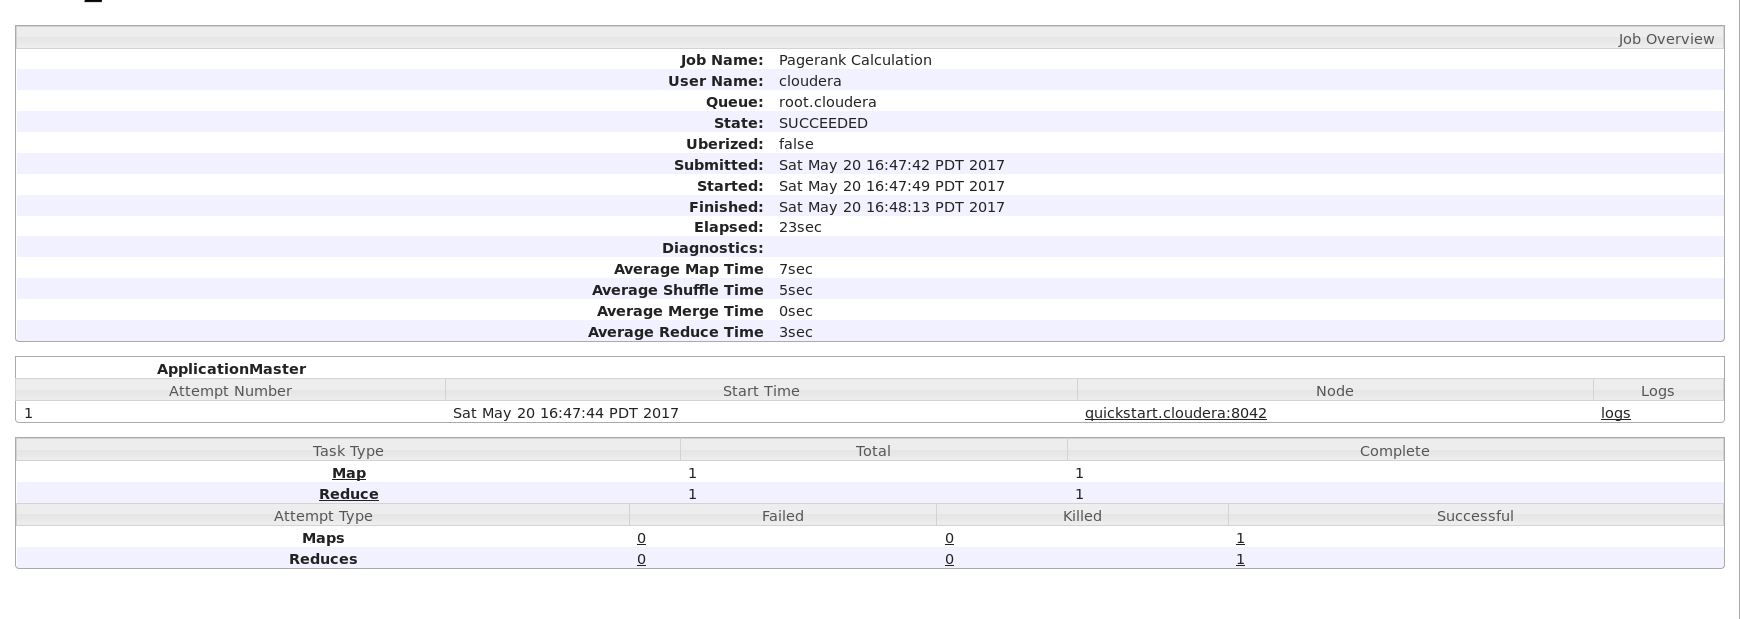 Job Overview
Job Name: Pagerank Calculation
User Name: cloudera
Queue: root.cloudera
State: SUCCEEDED
Uberized: false
Submitted: Sat May 20 16:47:42 PDT 2017
Started: Sat May 20 16:47:49 PDT 2017
Finished: Sat May 20 16:48:13 PDT 2017
Elapsed: 23sec
Diagnostics:
Average Map Time 7sec
Average Shuffle Time 5sec
Average Merge Time 0sec
Average Reduce Time 3sec
ApplicationMaster
Attempt Number Start Time Node Logs
1 Sat May 20 16:47:44 PDT 2017 quickstart.cloudera:8042 logs
Task Type Total Complete
Map 1 1
Reduce 1 1
Attempt Type Failed Killed Successful
Maps 0 0 1
Reduces 0 0 1